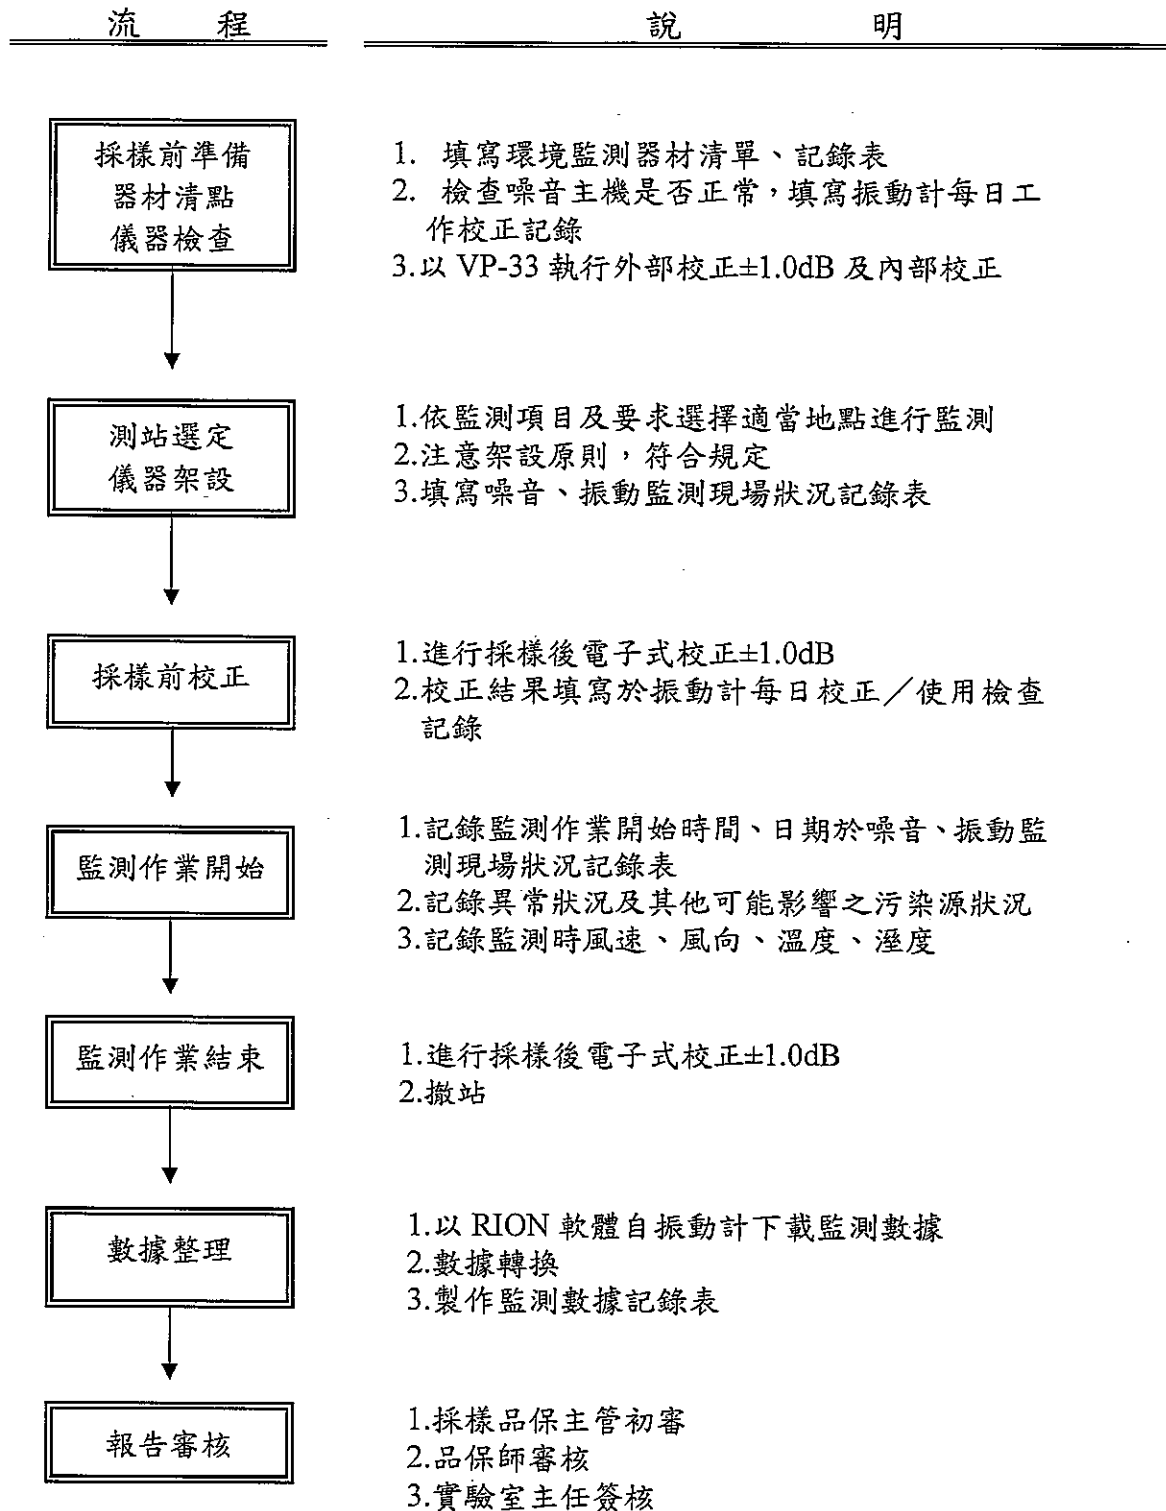 流程
說明
採樣前準備
器材清點
儀器檢查
1. 填寫環境監測器材清單、記錄表
2. 檢查噪音主機是否正常，填寫振動計每日工
作校正記錄
3.以 VP-33 執行外部校正±1.0dB 及內部校正
測站選定
儀器架設
1.依監測項目及要求選擇適當地點進行監測
2.注意架設原則，符合規定
3.填寫噪音、振動監測現場狀況記錄表
採樣前校正
1.進行採樣後電子式校正±1.0dB
2.校正結果填寫於振動計每日校正／使用檢查
記錄
監測作業開始
1.記錄監測作業開始時間、日期於噪音、振動監
測現場狀況記錄表
2.記錄異常狀況及其他可能影響之污染源狀況
3.記錄監測時風速、風向、溫度、溼度
監測作業結束
1.進行採樣後電子式校正±1.0dB
2.撤站
數據整理
1.以 RION 軟體自振動計下載監測數據
2.數據轉換
3.製作監測數據記錄表
報告審核
1.採樣品保主管初審
2.品保師審核
3.實驗室主任簽核